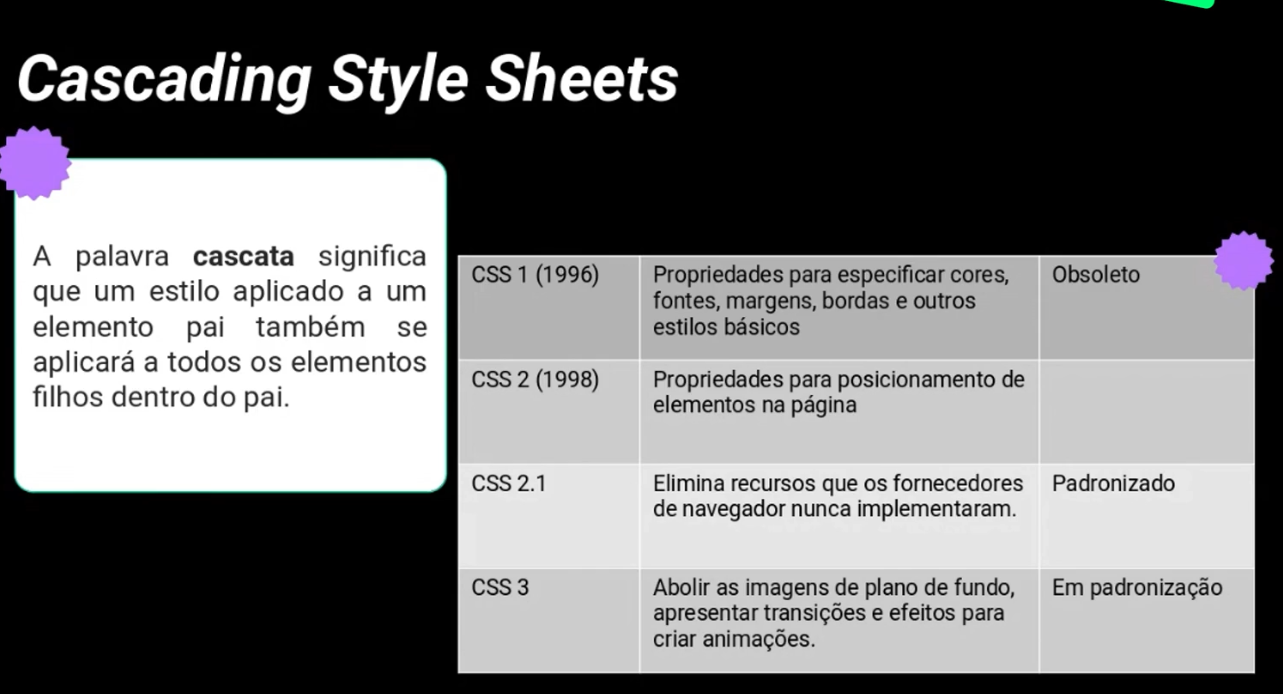 Cascading Style Sheets
A palavra cascata significa
que um estilo aplicado a um
elemento pai também se
aplicará a todos os elementos
filhos dentro do pai.
CSS 1 (1996)
Propriedades para especificar cores,
fontes, margens, bordas e outros
estilos básicos
Obsoleto
CSS 2 (1998)
Propriedades para posicionamento de
elementos na página
CSS 2.1
Elimina recursos que os fornecedores
de navegador nunca implementaram.
Padronizado
CSS 3
Abolir as imagens de plano de fundo,
apresentar transições e efeitos para
criar animações.
Em padronização